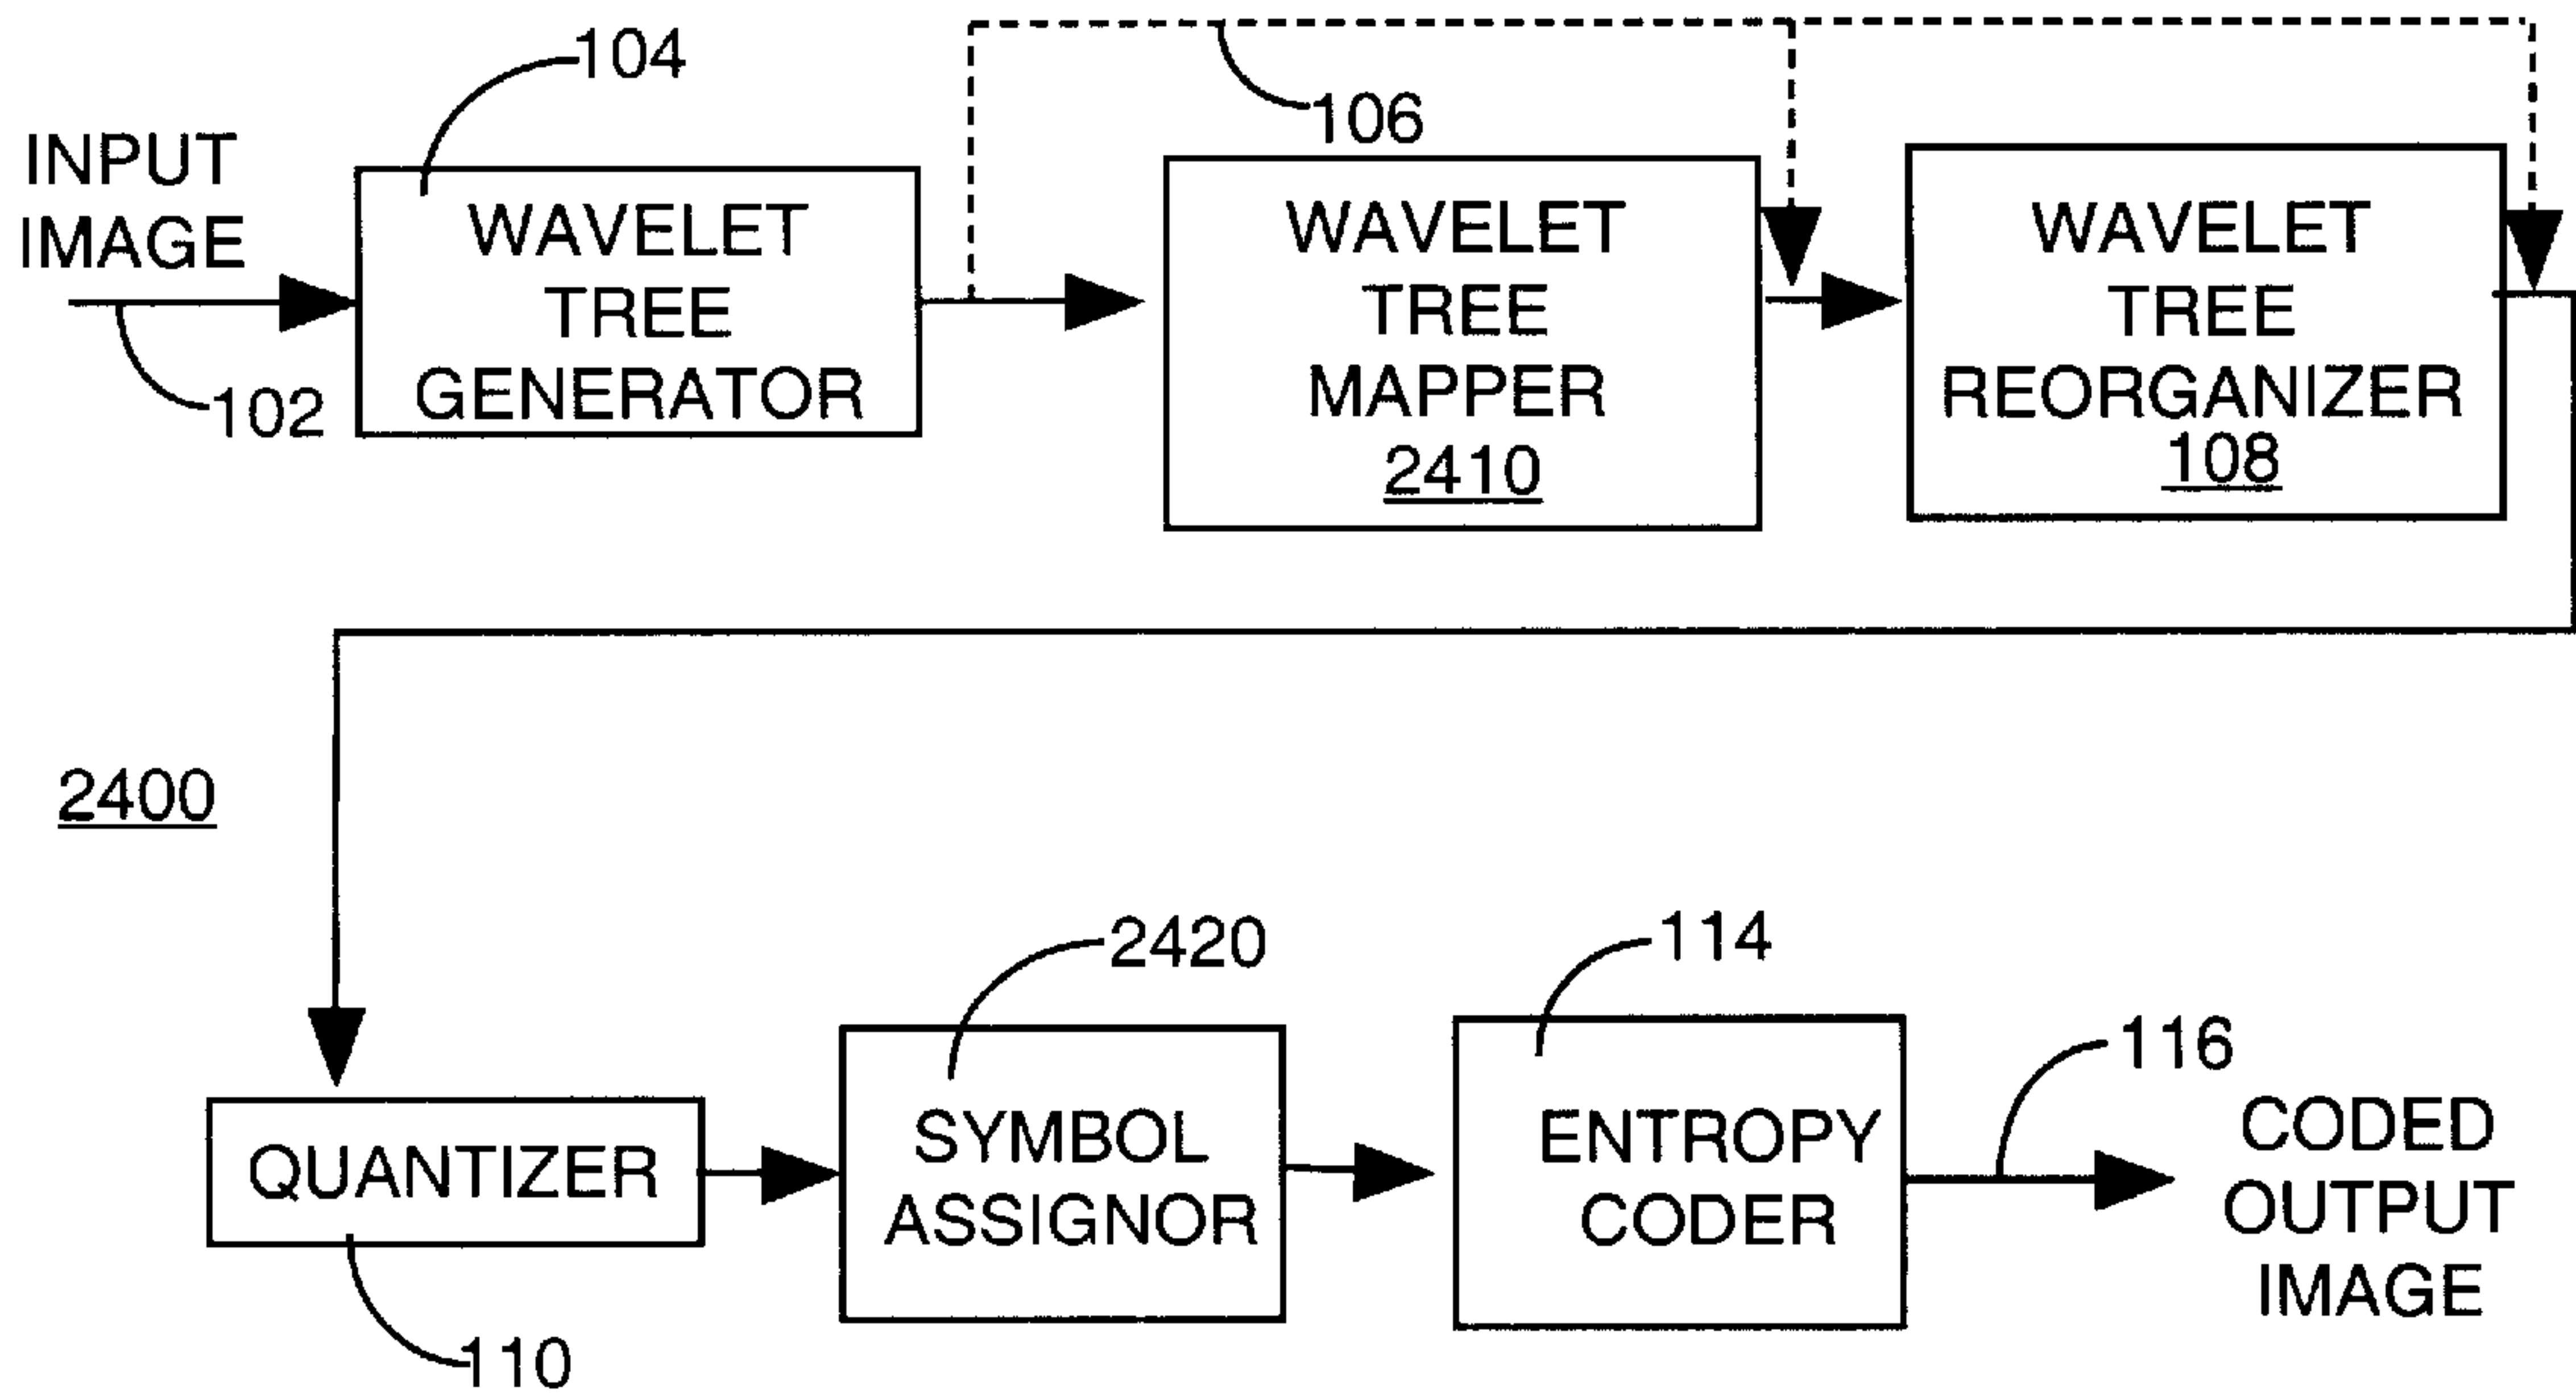 104
106
INPUT
IMAGE
102
WAVELET
TREE
GENERATOR
WAVELET
TREE
MAPPER
2410
WAVELET
TREE
REORGANIZER
108
2400
2420
114
116
QUANTIZER
110
SYMBOL
ASSIGNOR
ENTROPY
CODER
CODED
OUTPUT
IMAGE